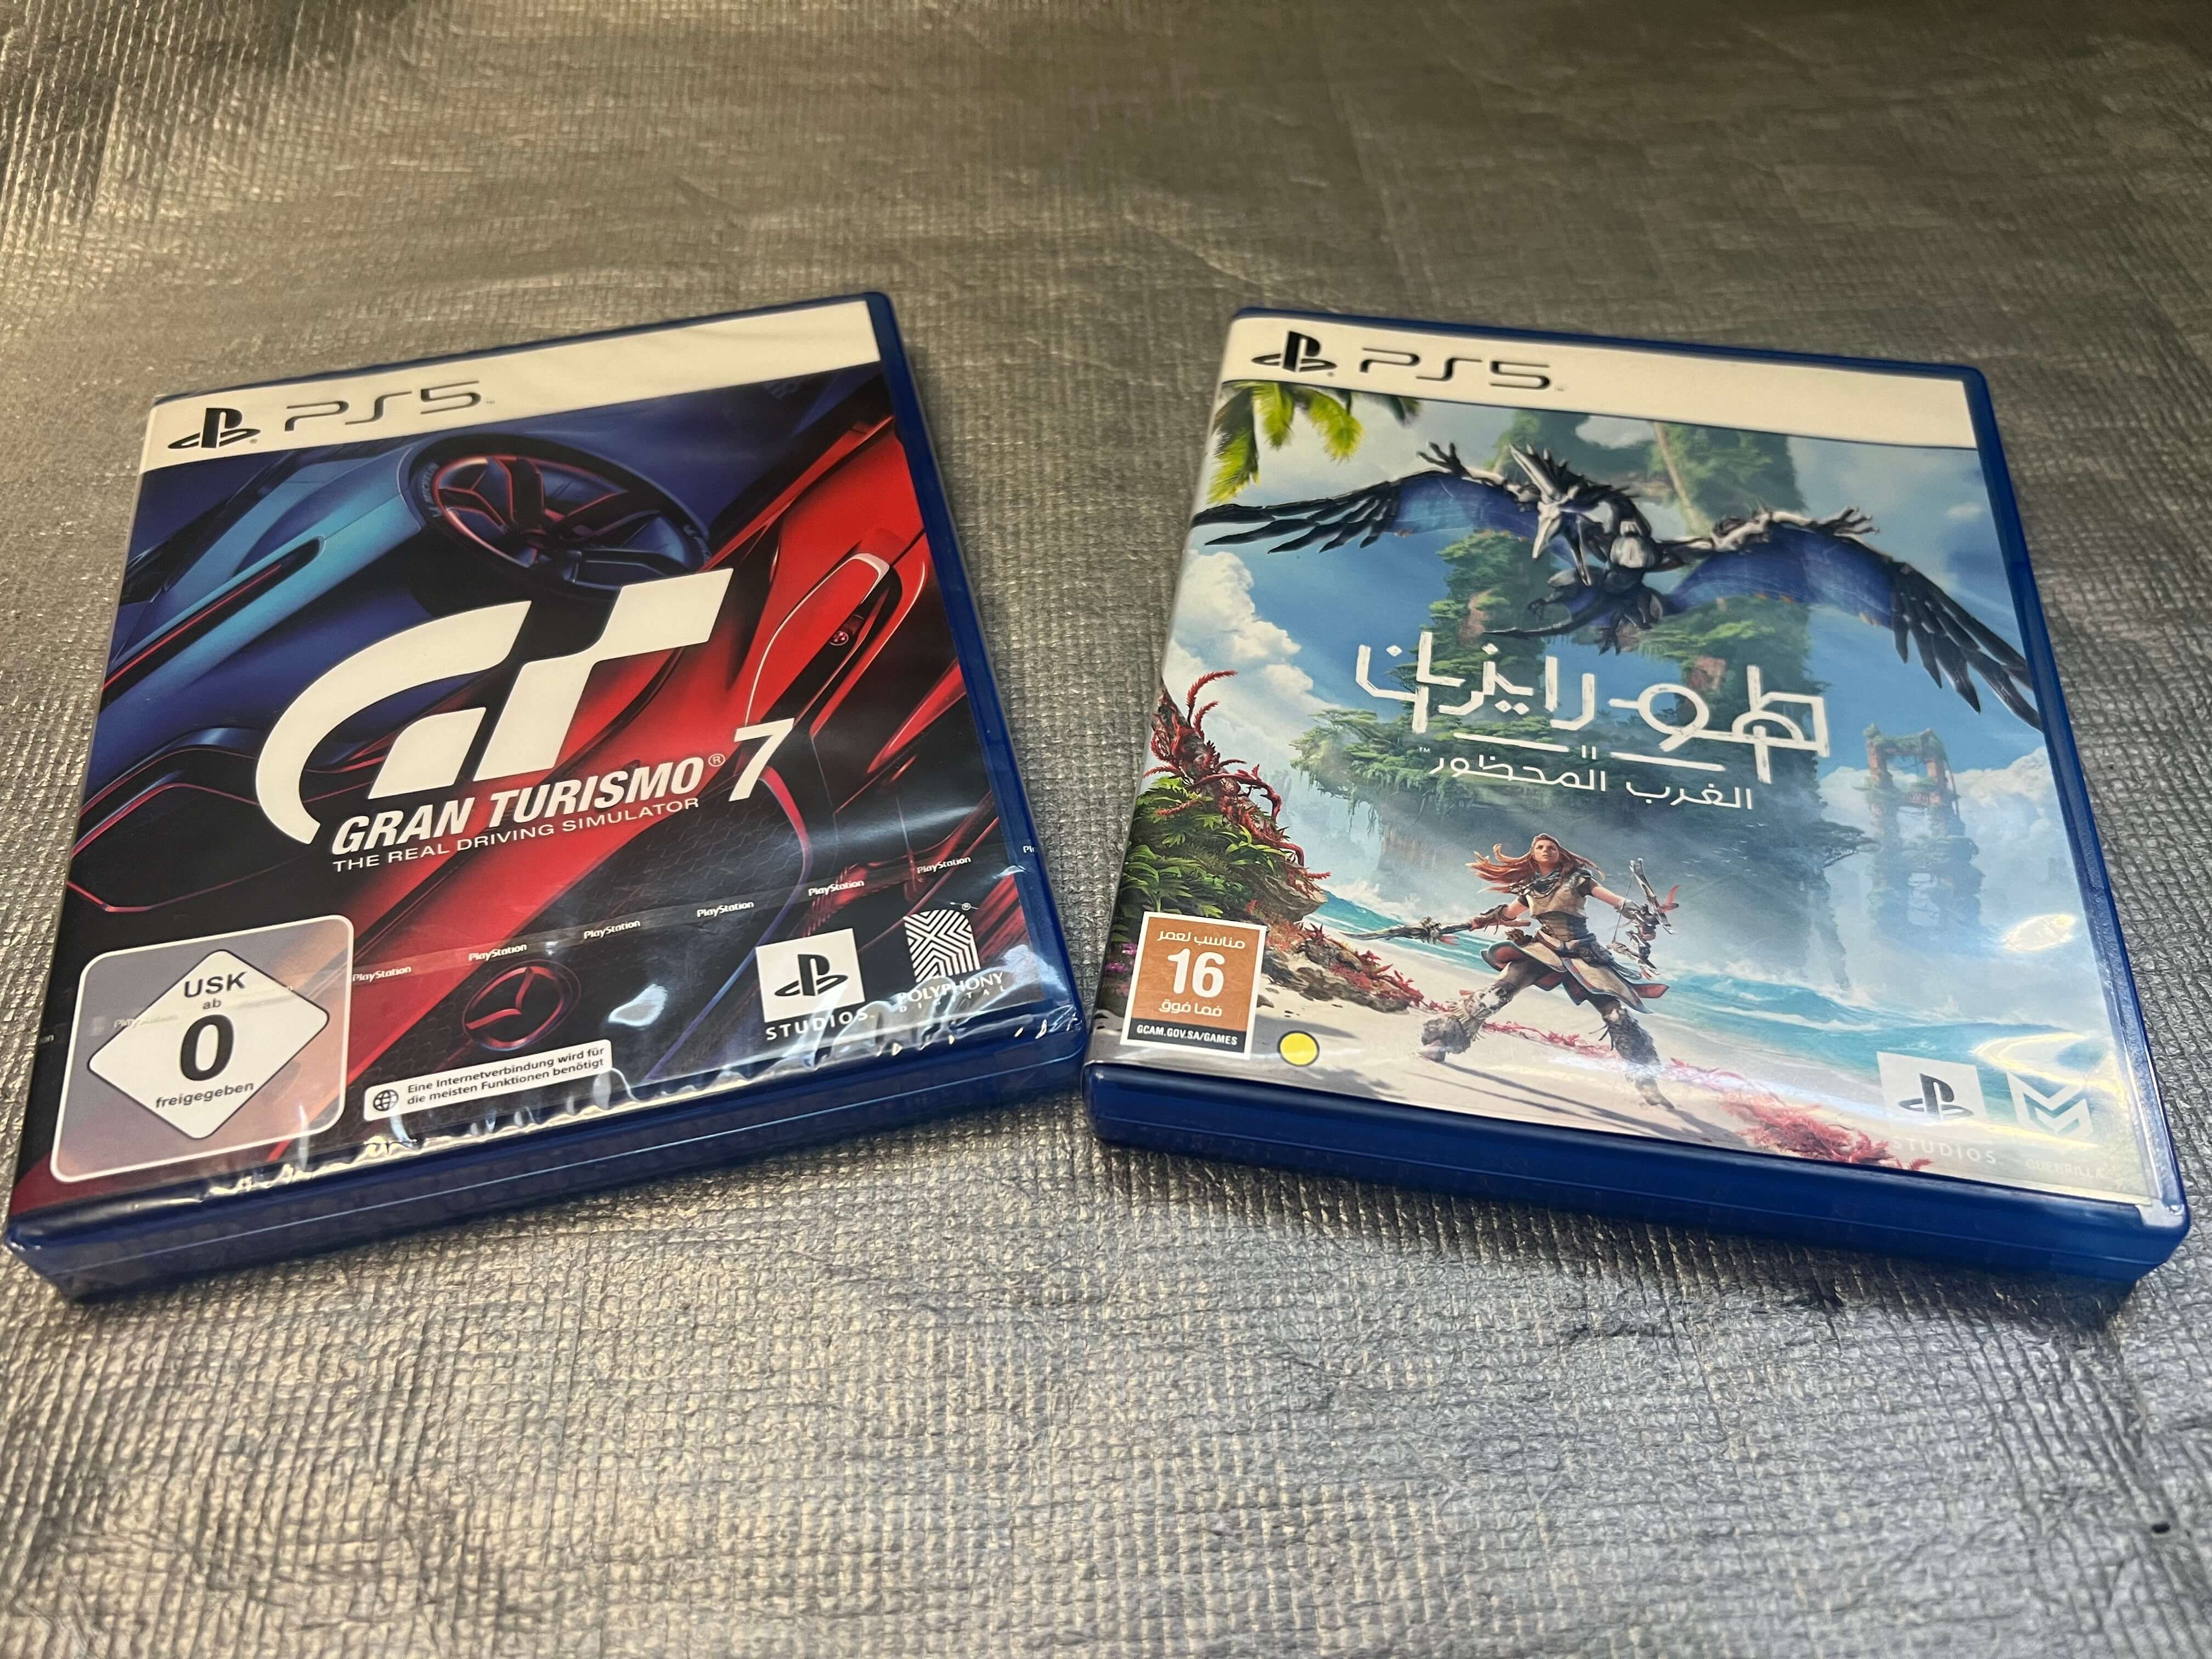 PS5
GT
GRAN TURISMO® 7
THE REAL DRIVING SIMULATOR
PlayStation PlayStation PlayStation PlayStation PlayStation PlayStation
USK
ab
0
freigegeben
Eine Internetverbindung wird für
die meisten Funktionen benötigt
STUDIOS
POLYPHONY
DIGITAL
PS5
هورايزن
الغرب المحظور™
مناسب لعمر
16
فما فوق
GCAM.GOV.SA/GAMES
STUDIOS
GUERRILLA